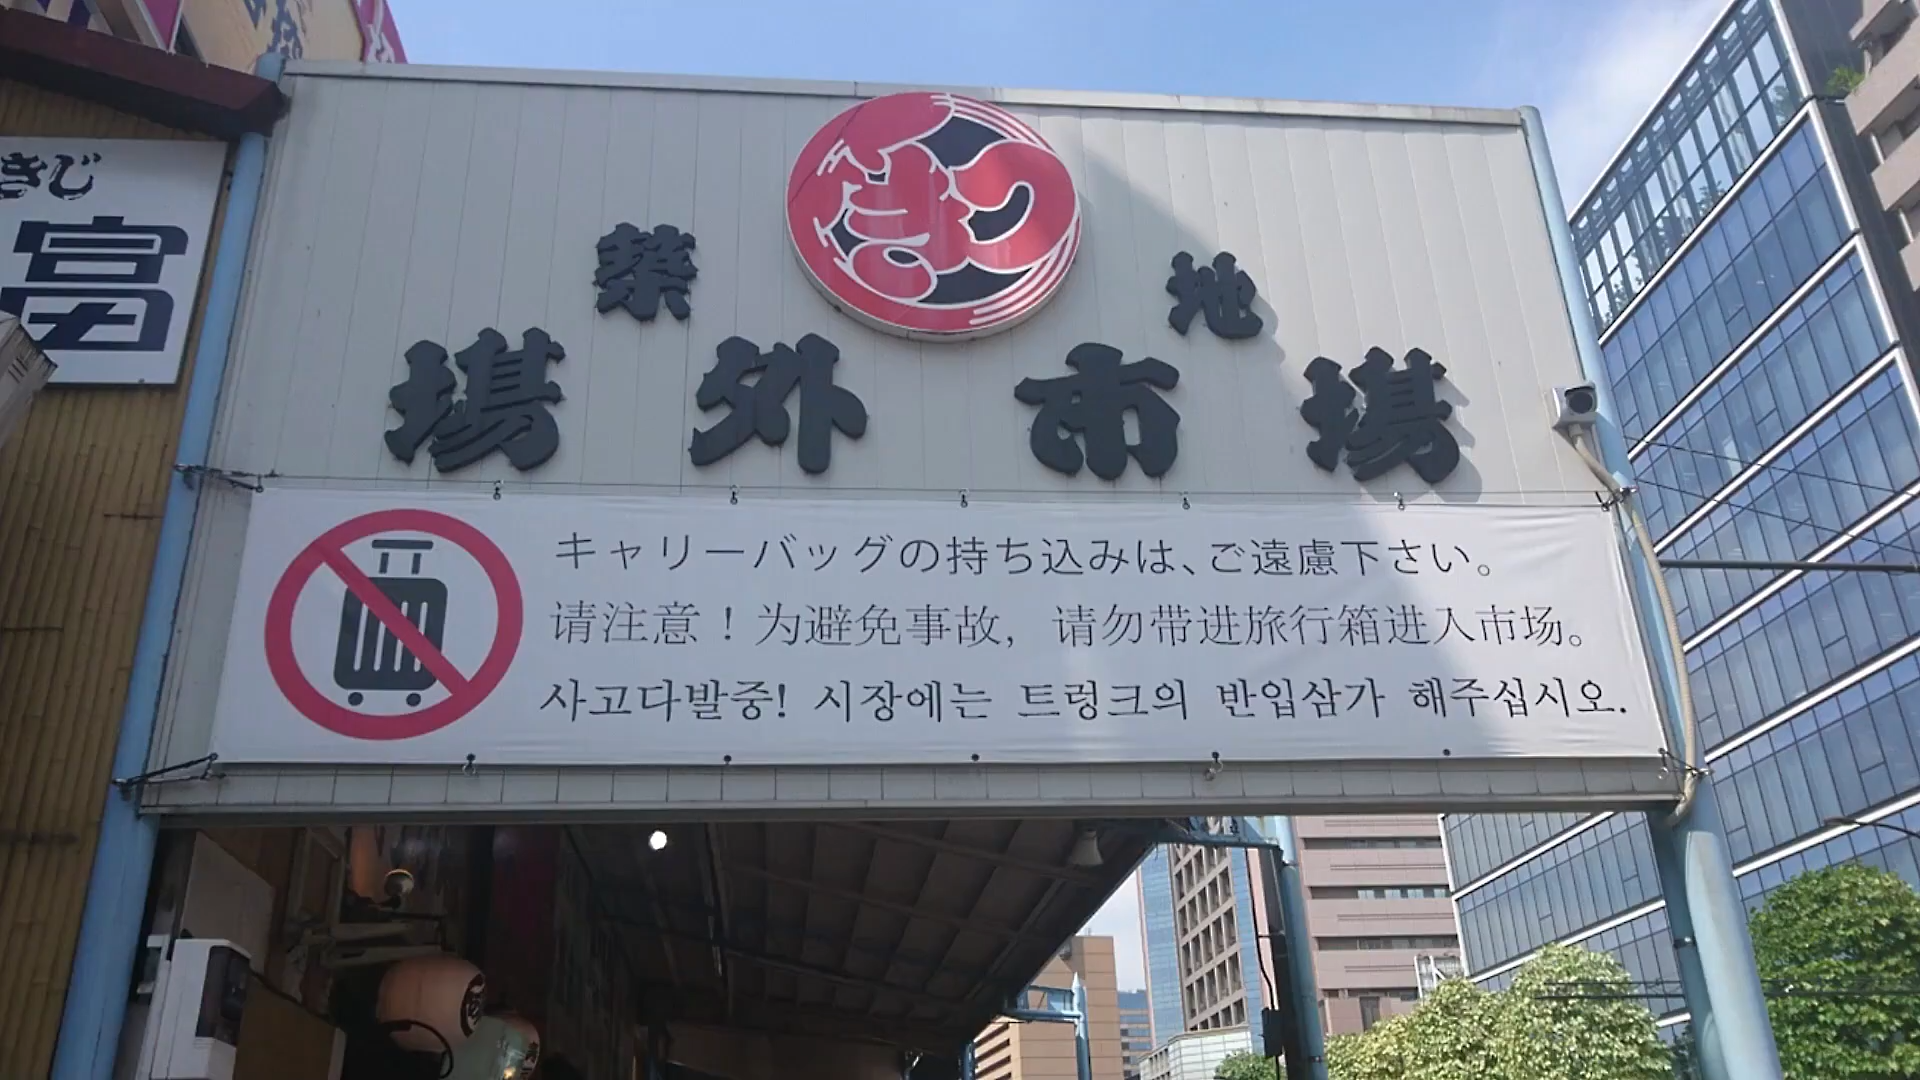 きじ
富
築地
場外市場
キャリーバッグの持ち込みは、ご遠慮下さい。
请注意！为避免事故，请勿带进旅行箱进入市场。
사고다발중! 시장에는 트렁크의 반입삼가 해주십시오.